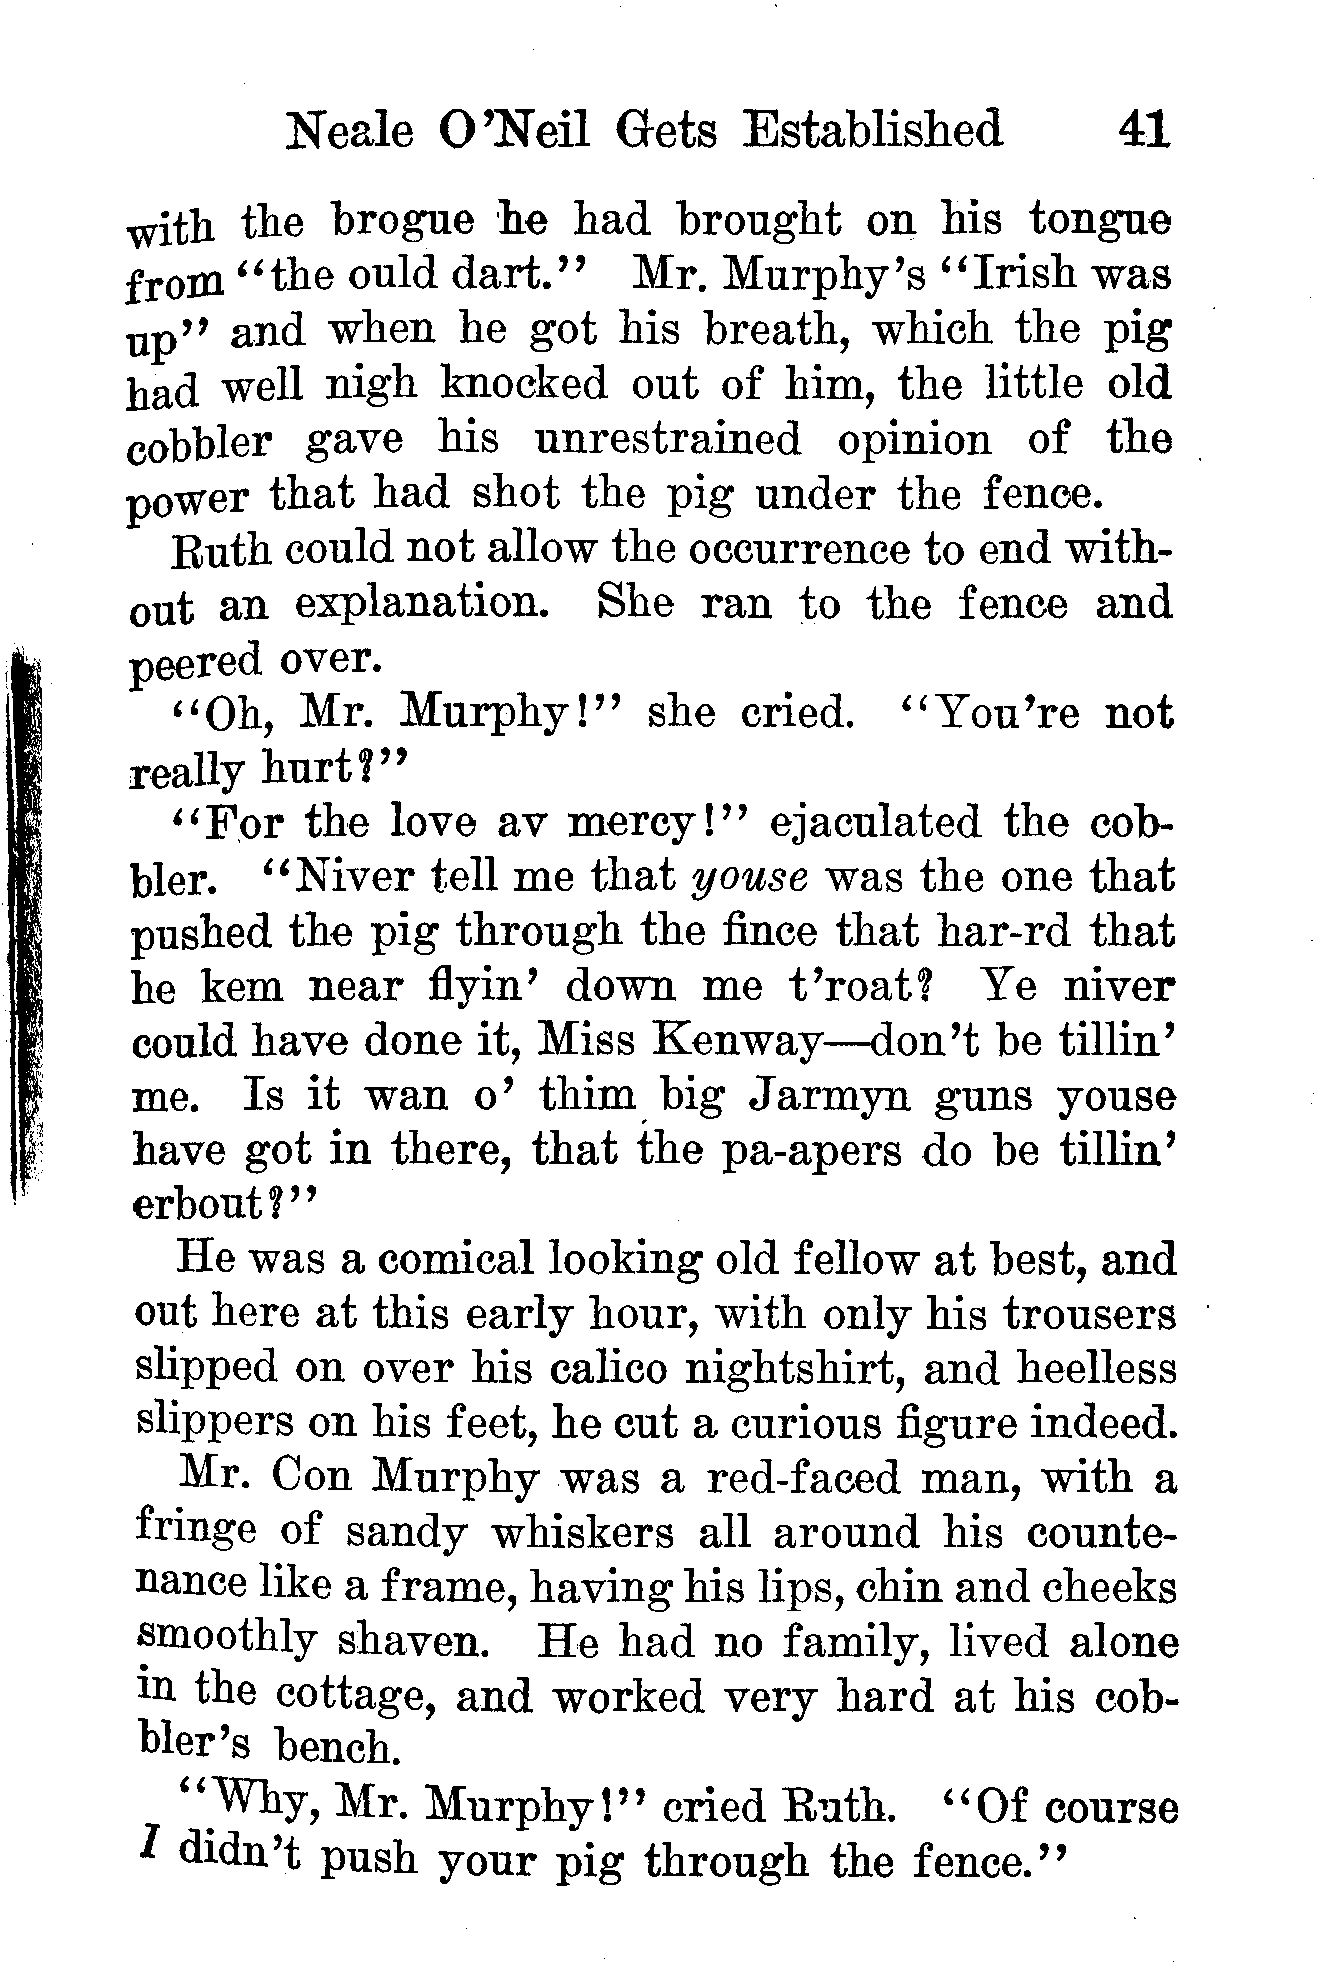 Neale O'Neil Gets Established 41
with the brogue he had brought on his tongue
from "the ould dart." Mr. Murphy's "Irish was
up" and when he got his breath, which the pig
had well nigh knocked out of him, the little old
cobbler gave his unrestrained opinion of the
power that had shot the pig under the fence.
Ruth could not allow the occurrence to end with-
out an explanation. She ran to the fence and
peered over.
"Oh, Mr. Murphy!" she cried. "You're not
really hurt?"
"For the love av mercy!" ejaculated the cob-
bler. "Niver tell me that youse was the one that
pushed the pig through the fince that har-rd that
he kem near flyin' down me t'roat? Ye niver
could have done it, Miss Kenway—don't be tillin'
me. Is it wan o' thim big Jarmyn guns youse
have got in there, that the pa-apers do be tillin'
erbout?"
He was a comical looking old fellow at best, and
out here at this early hour, with only his trousers
slipped on over his calico nightshirt, and heelless
slippers on his feet, he cut a curious figure indeed.
Mr. Con Murphy was a red-faced man, with a
fringe of sandy whiskers all around his counte-
nance like a frame, having his lips, chin and cheeks
smoothly shaven. He had no family, lived alone
in the cottage, and worked very hard at his cob-
bler's bench.
"Why, Mr. Murphy!" cried Ruth. "Of course
I didn't push your pig through the fence."